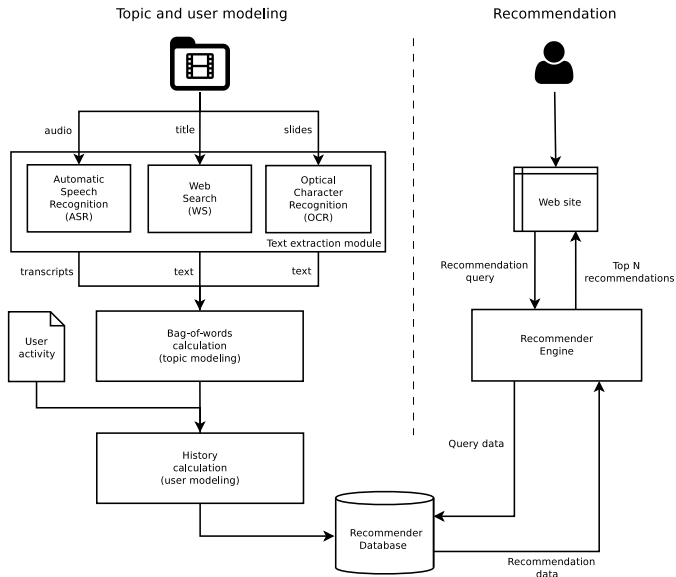 Topic and user modeling
Recommendation
audio
title
slides
Automatic
Speech
Recognition
(ASR)
Web
Search
(WS)
Optical
Character
Recognition
(OCR)
Text extraction module
Web site
transcripts
text
text
Recommendation
query
Top N
recommendations
User
activity
Bag-of-words
calculation
(topic modeling)
Recommender
Engine
History
calculation
(user modeling)
Query data
Recommender
Database
Recommendation
data